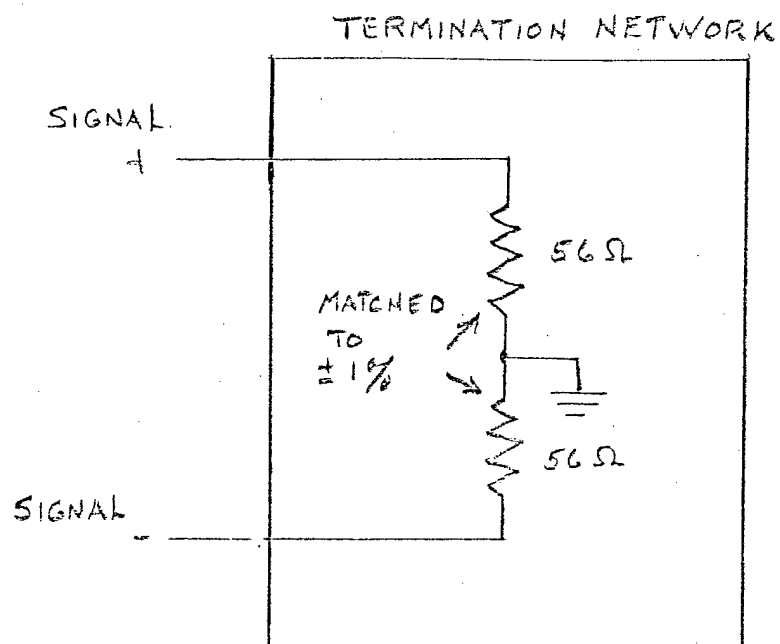 TERMINATION NETWORK
SIGNAL
+
56Ω
MATCHED
TO
± 1%
56Ω
SIGNAL
-